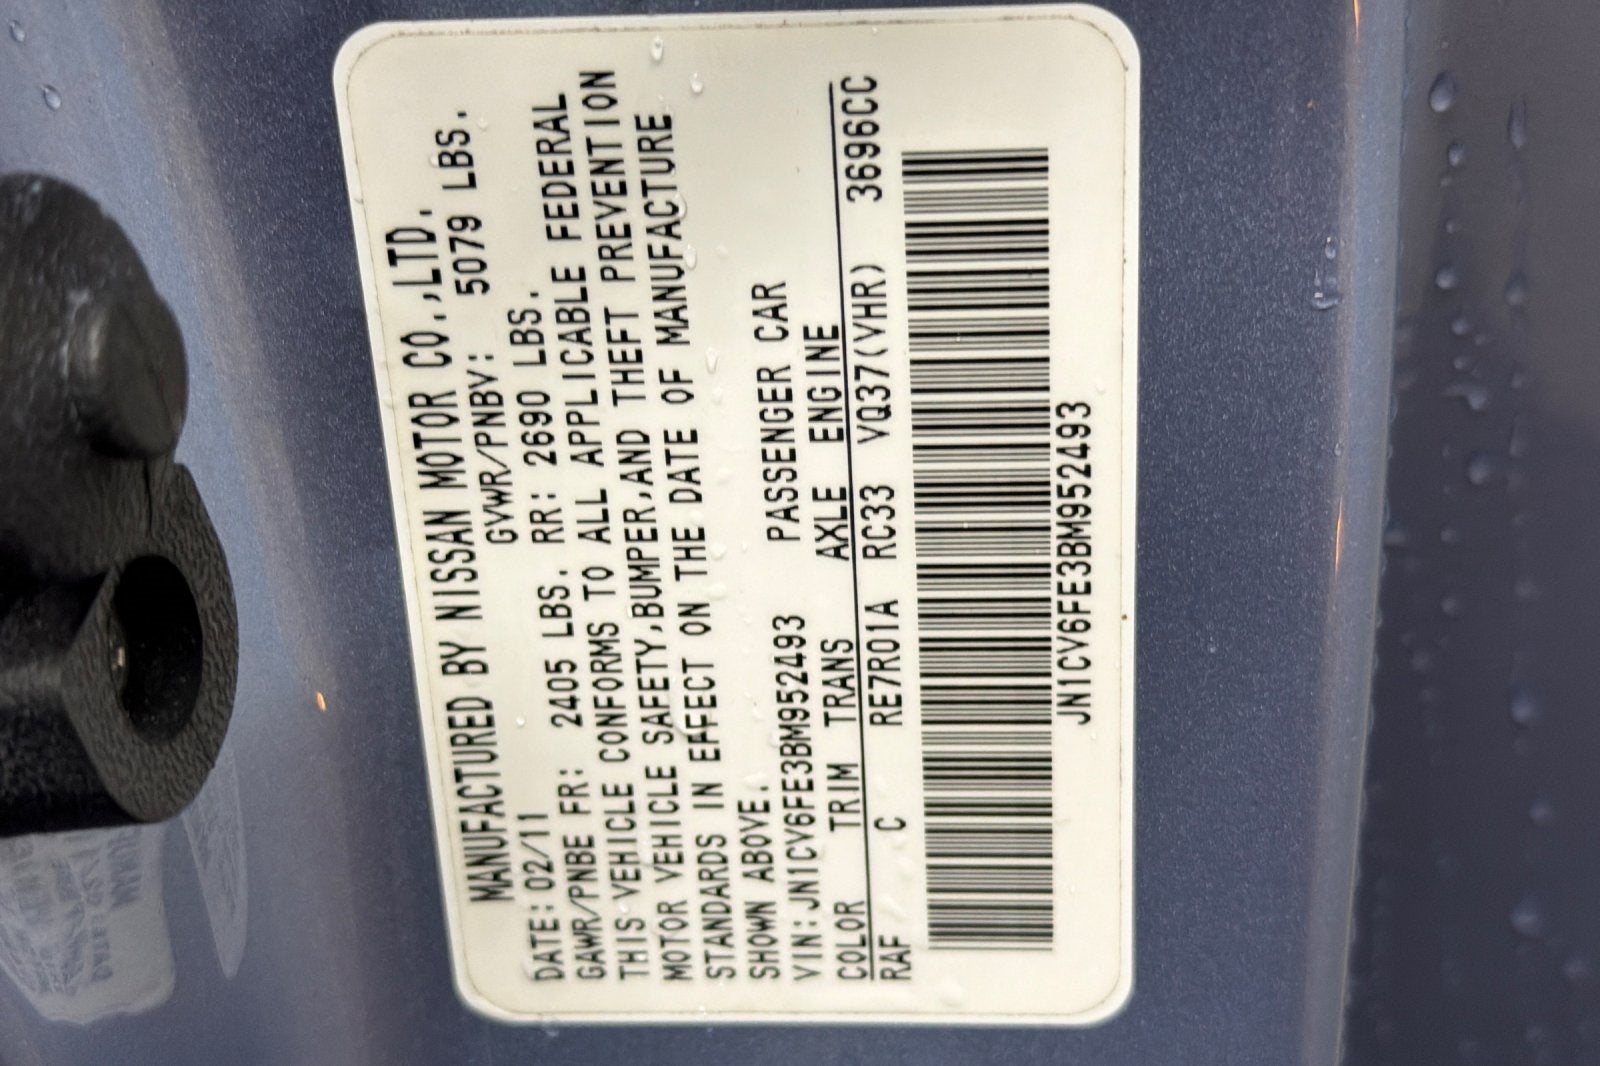 MANUFACTURED BY NISSAN MOTOR CO.,LTD.
DATE:02/11 GVWR/PNBV: 5079 LBS.
GAWR/PNBE FR: 2405 LBS. RR: 2690 LBS.
THIS VEHICLE CONFORMS TO ALL APPLICABLE FEDERAL
MOTOR VEHICLE SAFETY,BUMPER,AND THEFT PREVENTION
STANDARDS IN EFFECT ON THE DATE OF MANUFACTURE
SHOWN ABOVE.
VIN:JN1CV6FE3BM952493 PASSENGER CAR
COLOR TRIM TRANS AXLE ENGINE
RAF C RE7R01A RC33 VQ37(VHR) 3696CC
JN1CV6FE3BM952493